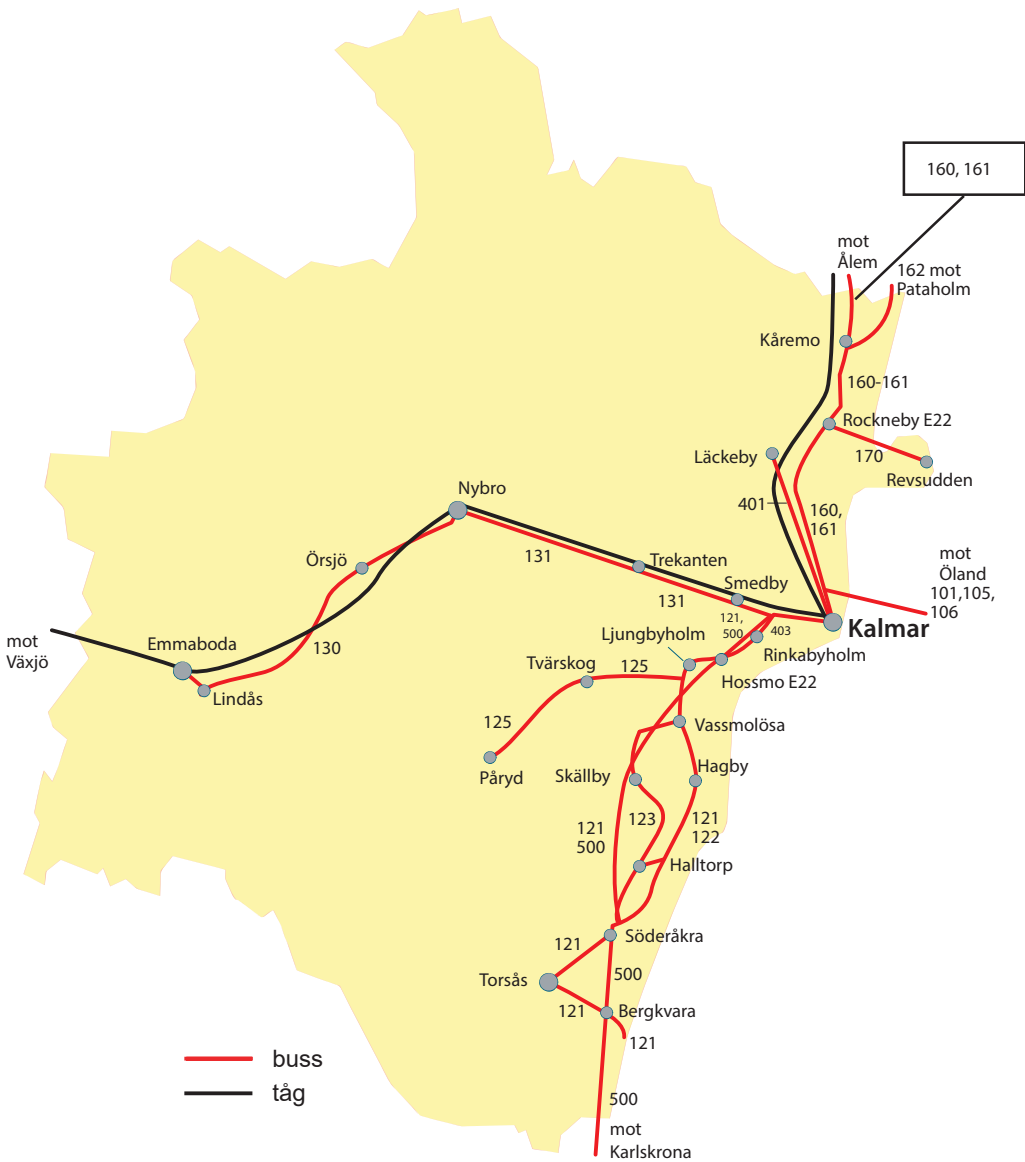 160, 161
mot
Ålem
162 mot
Pataholm
Kåremo
160-161
Rockneby E22
170
Revsudden
Läckeby
401
160,
161
Nybro
131
Trekanten
Örsjö
131
Smedby
mot
Öland
101,105,
106
121,
500
403
Kalmar
Ljungbyholm
Rinkabyholm
mot
Växjö
Emmaboda
130
Lindås
Tvärskog
125
Hossmo E22
125
Vassmolösa
Påryd
Skällby
Hagby
121
500
123
121
122
Halltorp
121
Söderåkra
Torsås
500
121
Bergkvara
121
buss
tåg
500
mot
Karlskrona